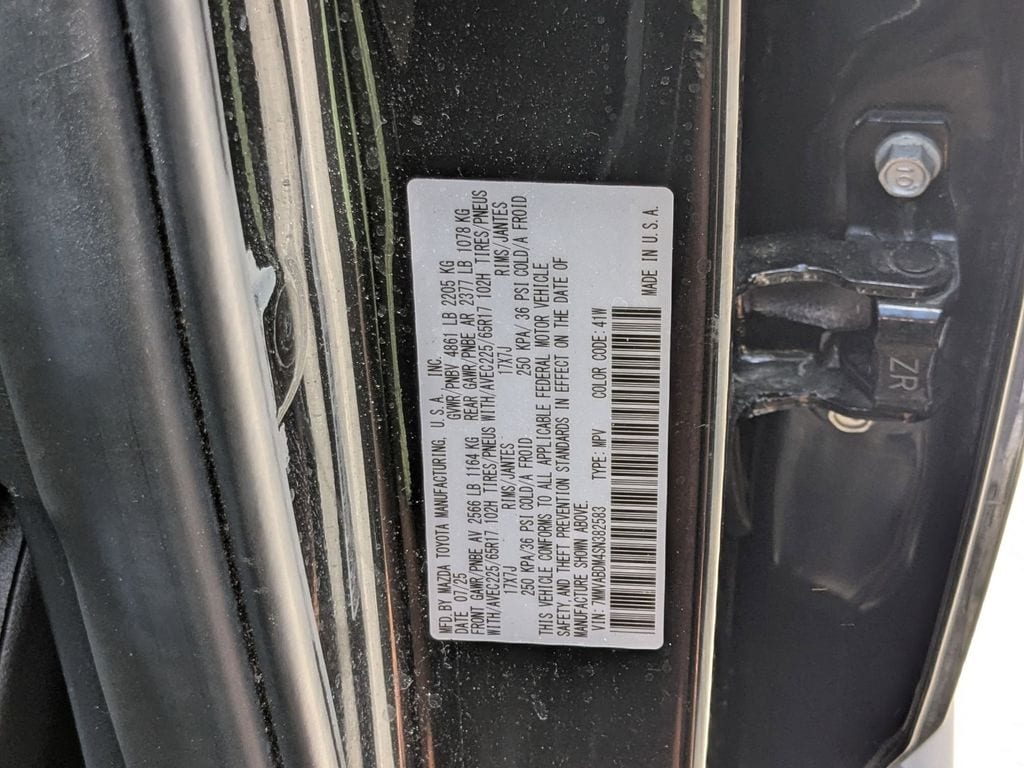 MFD. BY MAZDA TOYOTA MANUFACTURING, U.S.A., INC.
DATE 07/25 GVWR/PNBV 4861 LB 2205 KG
FRONT GAWR/PNBE AV 2566 LB 1164 KG REAR GAWR PNBE AR 2377 LB 1078 KG
WITH/AVEC225/65R17 102H TIRES/PNEUS WITH/AVEC225/65R17 102H TIRES/PNEUS
17X7J RIMS/JANTES 17X7J RIMS/JANTES
250 KPA/36 PSI COLD/A FROID 250 KPA/ 36 PSI COLD/A FROID
THIS VEHICLE CONFORMS TO ALL APPLICABLE FEDERAL MOTOR VEHICLE
SAFETY AND THEFT PREVENTION STANDARDS IN EFFECT ON THE DATE OF
MANUFACTURE SHOWN ABOVE.
VIN: 7MMVABDM4SN382583 TYPE: MPV COLOR CODE: 41W
MADE IN U.S.A.
10
ZR